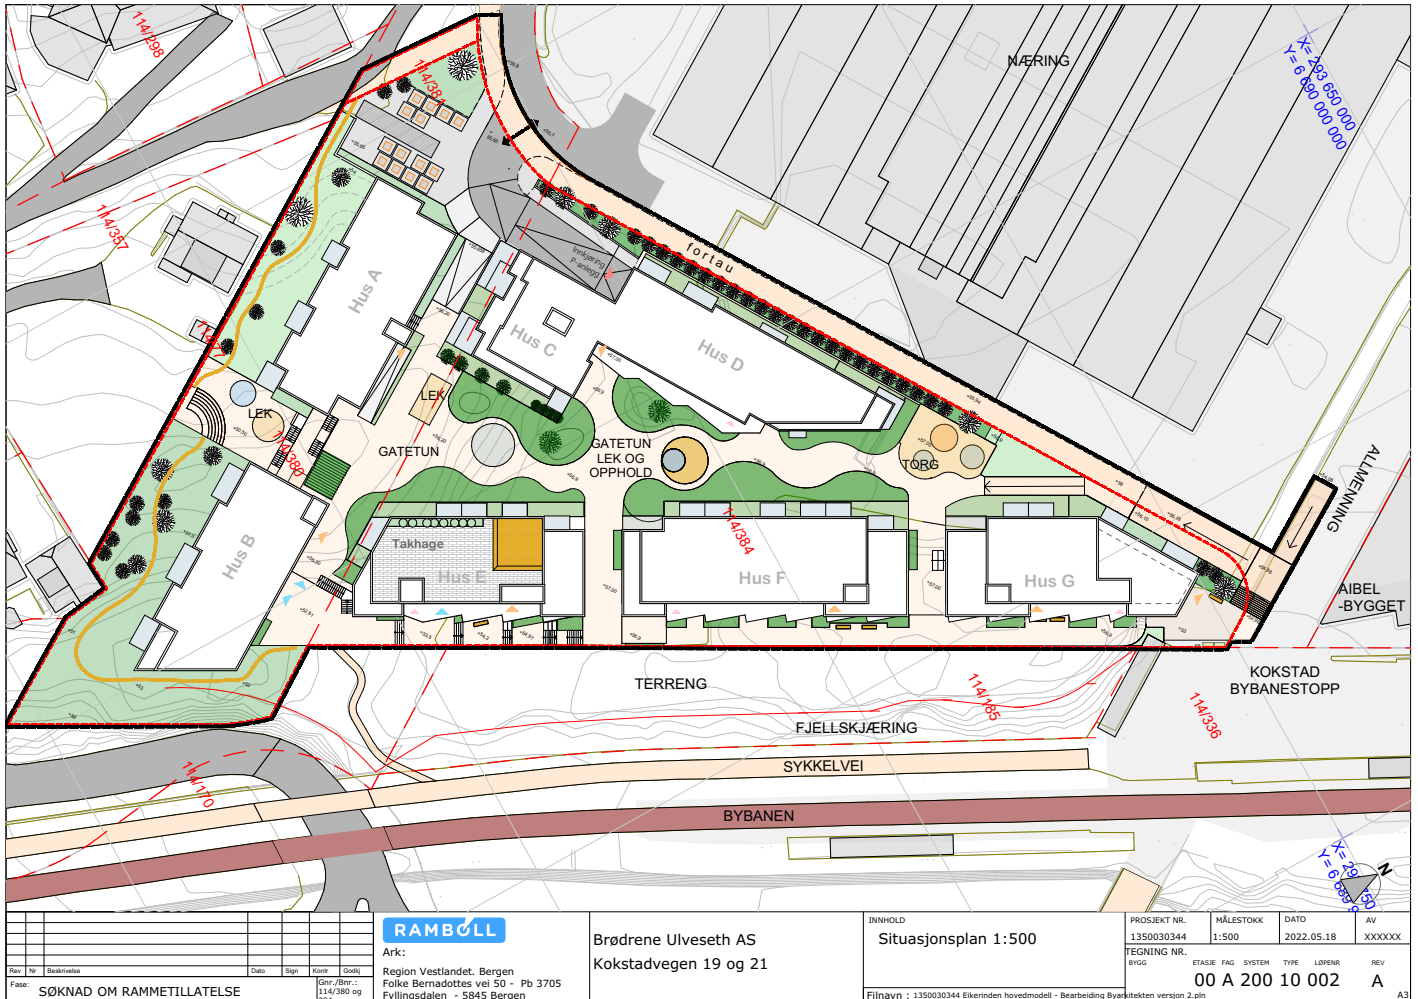 114/298
114/381
NÆRING
X= 293 650 000
Y= 6 690 000 000
114/357
fortau
Innkjøring
P-anlegg
Hus A
Hus C
Hus D
LEK
LEK
114/380
GATETUN
GATETUN
LEK OG
OPPHOLD
TORG
ALLMENNING
Hus B
Takhage
Hus E
114/384
Hus F
Hus G
AIBEL
-BYGGET
KOKSTAD
BYBANESTOPP
TERRENG
114/185
114/336
FJELLSKJÆRING
SYKKELVEI
114/170
BYBANEN
N
Rev Nr Beskrivelse Dato Sign Kontr Godkj
Fase: SØKNAD OM RAMMETILLATELSE
Gnr./Bnr.:
114/380 og
RAMBOLL
Ark:
Region Vestlandet. Bergen
Folke Bernadottes vei 50 - Pb 3705
Fyllingsdalen - 5845 Bergen
Brødrene Ulveseth AS
Kokstadvegen 19 og 21
INNHOLD
Situasjonsplan 1:500
Filnavn : 1350030344 Eikerinden hovedmodell - Bearbeiding Byarkitekten versjon 2.pln
PROSJEKT NR. MÅLESTOKK DATO AV
1350030344 1:500 2022.05.18 XXXXXX
TEGNING NR.
BYGG ETASJE FAG SYSTEM TYPE LØPENR REV
00 A 200 10 002 A
A3